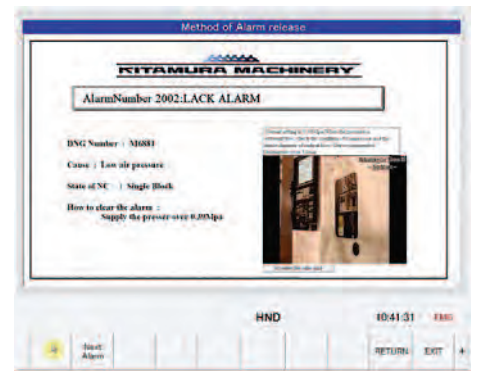 Method of Alarm release
KITAMURA MACHINERY
AlarmNumber 2002:LACK ALARM
DNG Number : M6881
Cause : Low air pressure
State of NC : Single Block
How to clear the alarm :
Supply the presser over 0.39Mpa
HND
10:41:31
EMG
Next
Alarm
RETURN
EXIT
+